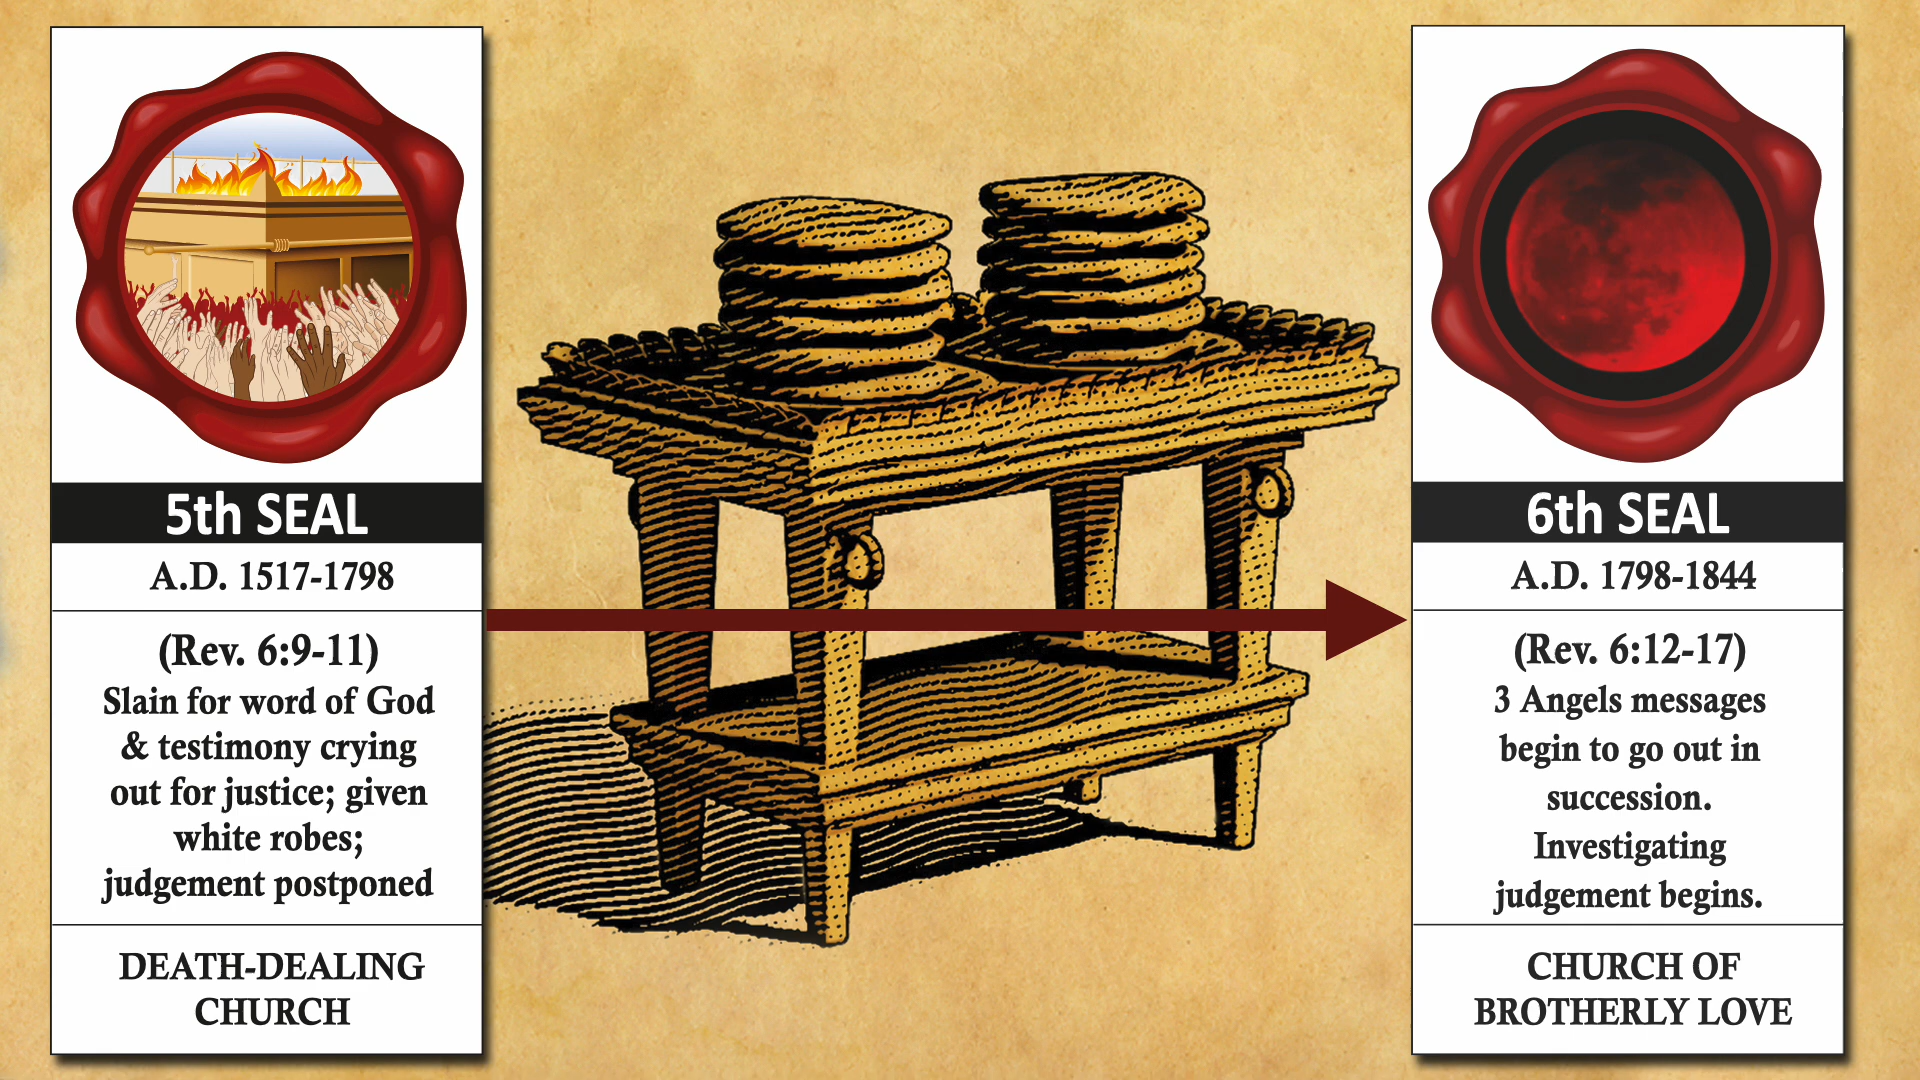 5th SEAL
A.D. 1517-1798
(Rev. 6:9-11)
Slain for word of God
& testimony crying
out for justice; given
white robes;
judgement postponed
DEATH-DEALING
CHURCH
6th SEAL
A.D. 1798-1844
(Rev. 6:12-17)
3 Angels messages
begin to go out in
succession.
Investigating
judgement begins.
CHURCH OF
BROTHERLY LOVE